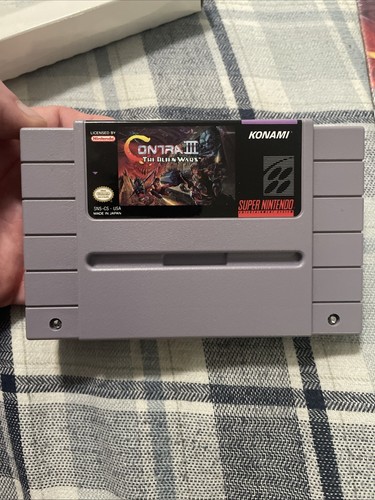 LICENSED BY
Nintendo
CONTRA III
THE ALIEN WARS
KONAMI
SNS-CS-USA
MADE IN JAPAN
SUPER NINTENDO